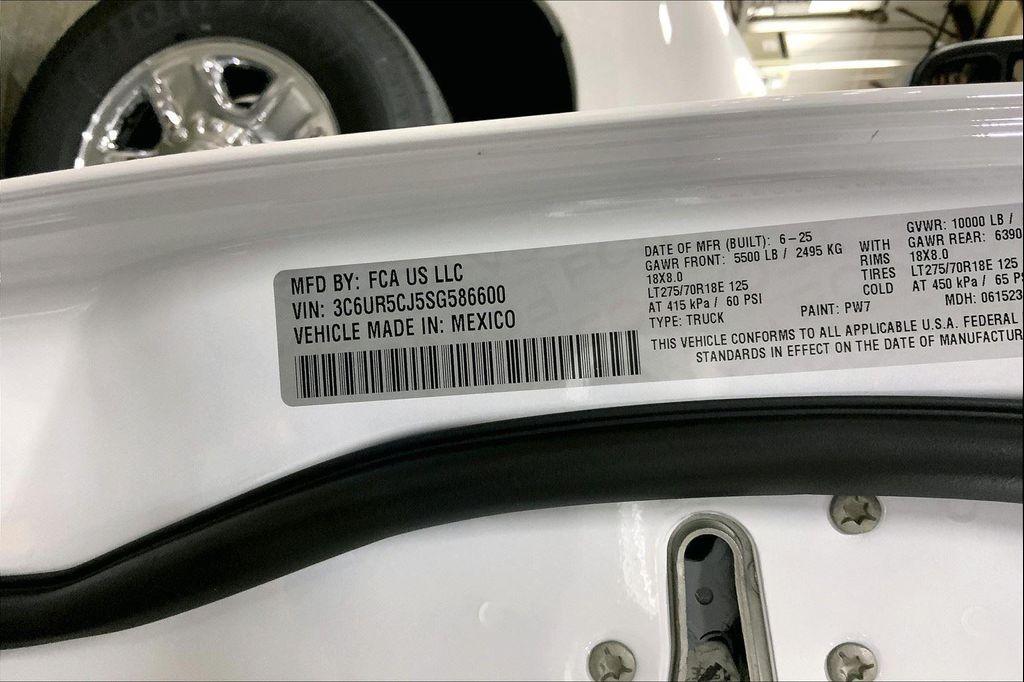 MFD BY: FCA US LLC
VIN: 3C6UR5CJ5SG586600
VEHICLE MADE IN: MEXICO
DATE OF MFR (BUILT): 6-25
GAWR FRONT: 5500 LB / 2495 KG
18X8.0
LT275/70R18E 125
AT 415 kPa / 60 PSI
TYPE: TRUCK
WITH
RIMS
TIRES
COLD
PAINT: PW7
GVWR: 10000 LB /
GAWR REAR: 6390
18X8.0
LT275/70R18E 125
AT 450 kPa / 65 PS
MDH: 061523
THIS VEHICLE CONFORMS TO ALL APPLICABLE U.S.A. FEDERAL
STANDARDS IN EFFECT ON THE DATE OF MANUFACTUR